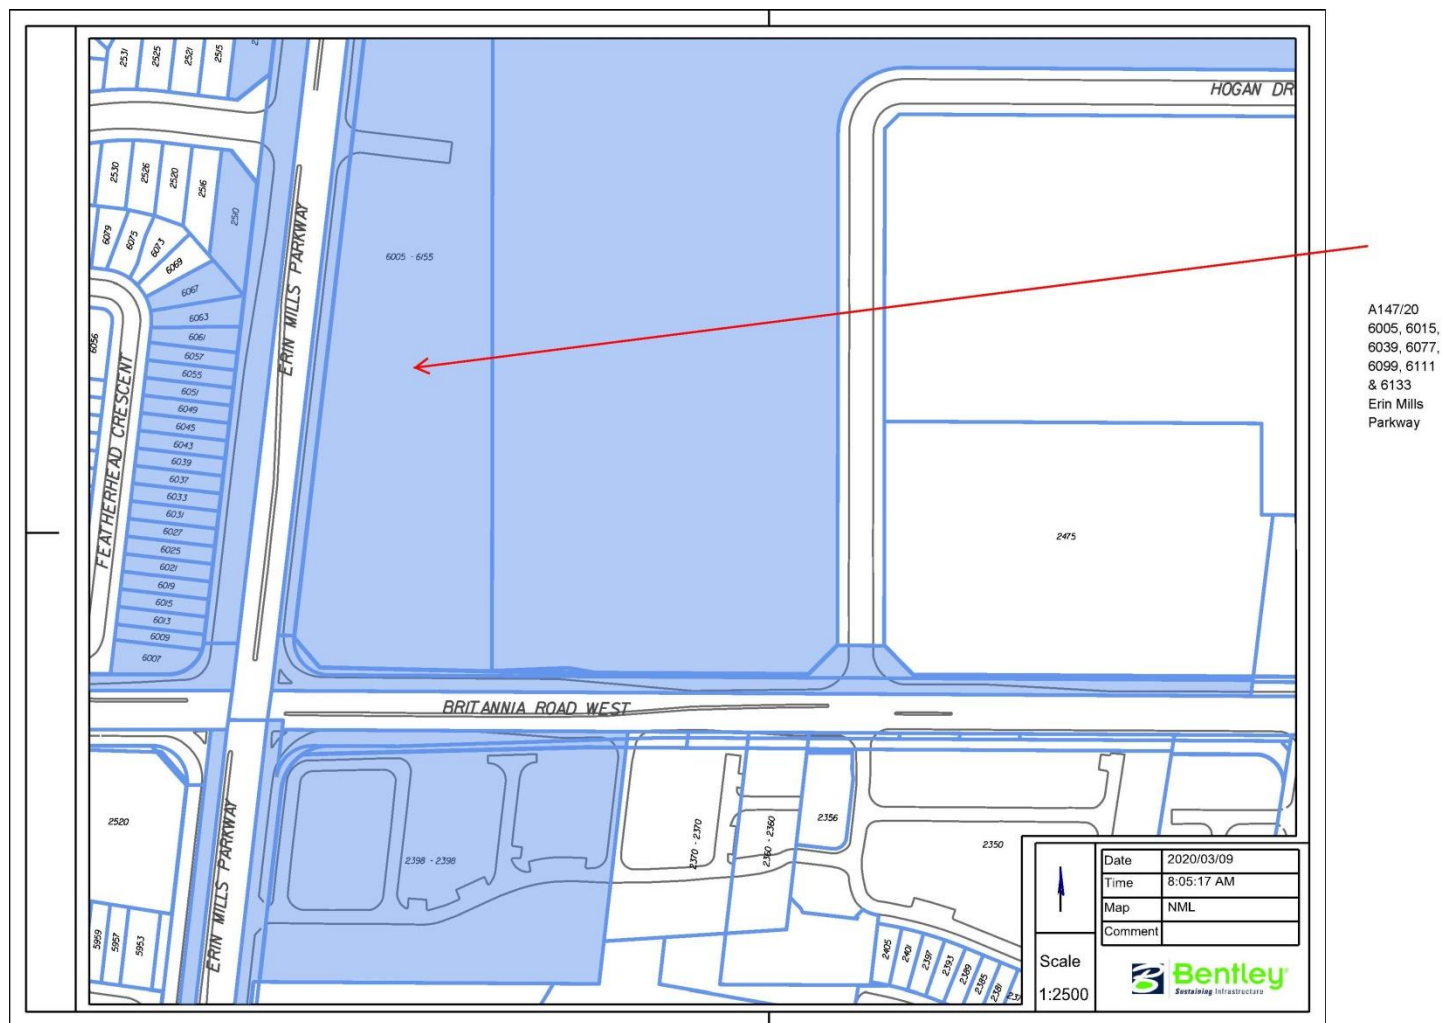 2531
2525
2521
2515
2
HOGAN DR
2530
2526
2520
2516
2510
6079
6075
6073
6069
6067
6063
6061
6057
6055
6051
6049
6045
6043
6039
6037
6033
6031
6027
6025
6021
6019
6015
6013
6009
6007
6056
FEATHERHEAD CRESCENT
ERIN MILLS PARKWAY
6005 - 6155
A147/20
6005, 6015,
6039, 6077,
6099, 6111
& 6133
Erin Mills
Parkway
2475
BRITANNIA ROAD WEST
2520
ERIN MILLS PARKWAY
2398 - 2398
2370 - 2370
2360 - 2360
2356
2350
5959
5957
5953
2405
2401
2397
2393
2389
2385
2381
237
Date 2020/03/09
Time 8:05:17 AM
Map NML
Comment
Scale
1:2500
Bentley
Sustaining Infrastructure